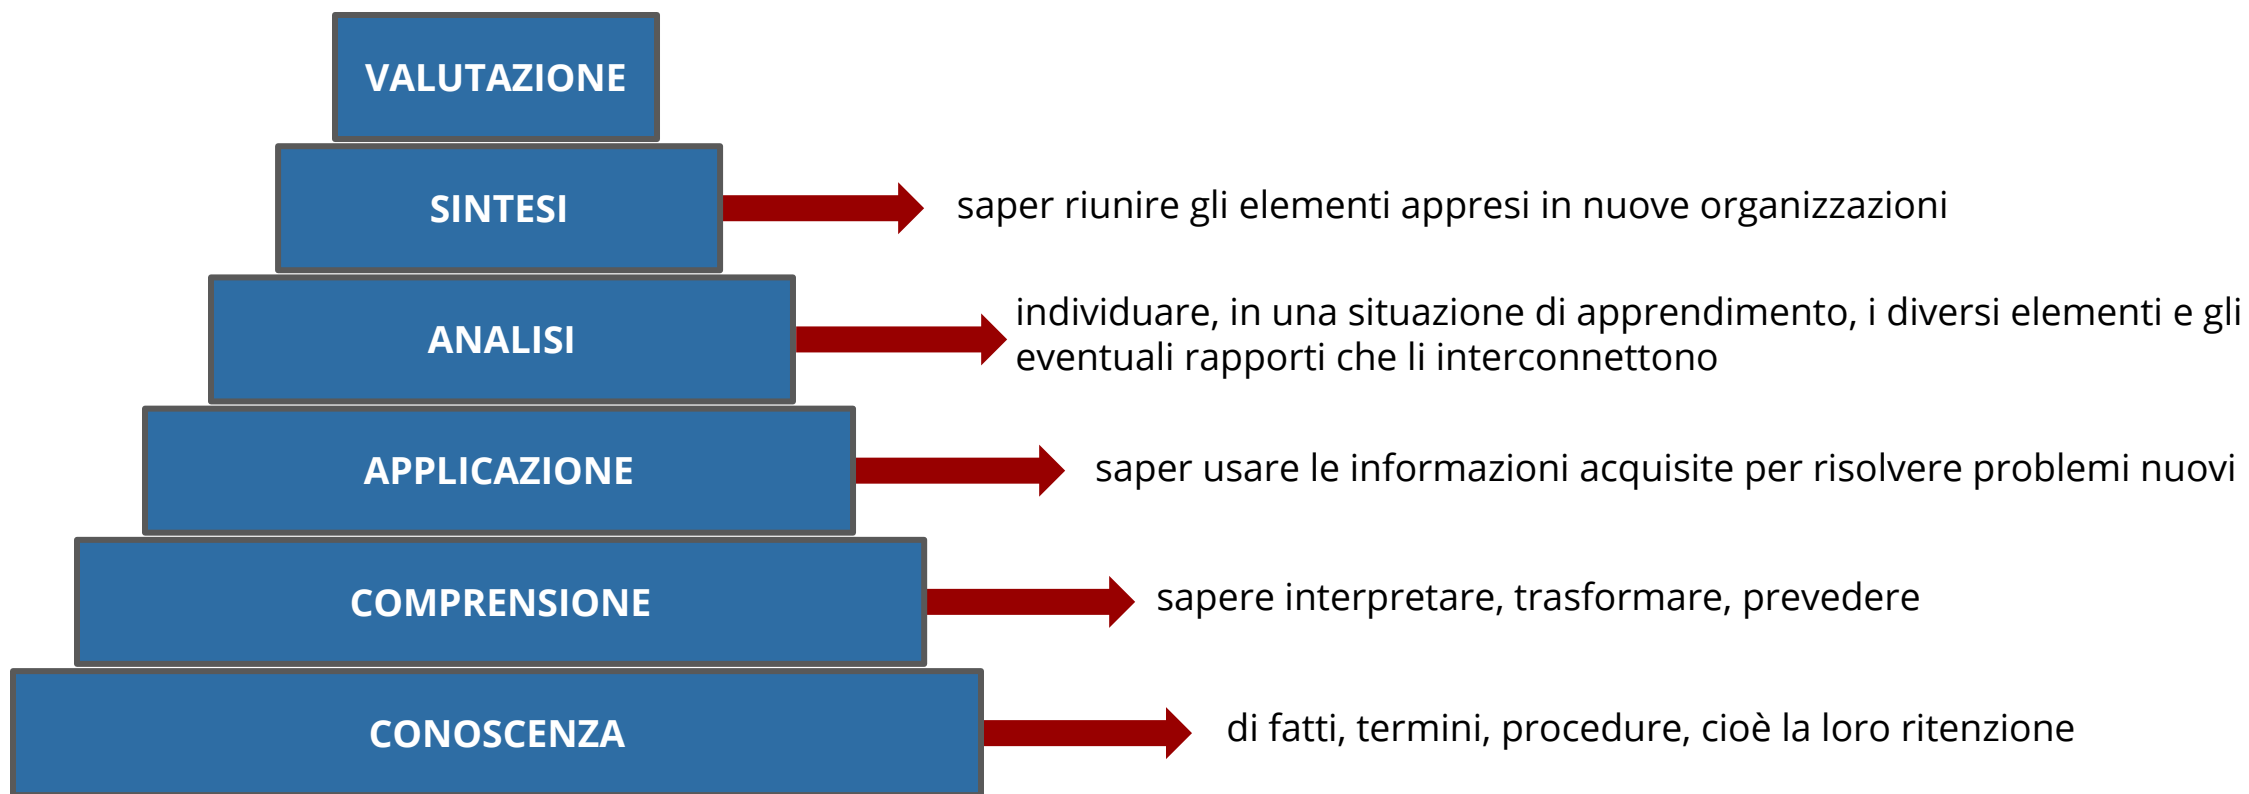 VALUTAZIONE
SINTESI
saper riunire gli elementi appresi in nuove organizzazioni
ANALISI
individuare, in una situazione di apprendimento, i diversi elementi e gli
eventuali rapporti che li interconnettono
APPLICAZIONE
saper usare le informazioni acquisite per risolvere problemi nuovi
COMPRENSIONE
sapere interpretare, trasformare, prevedere
CONOSCENZA
di fatti, termini, procedure, cioè la loro ritenzione